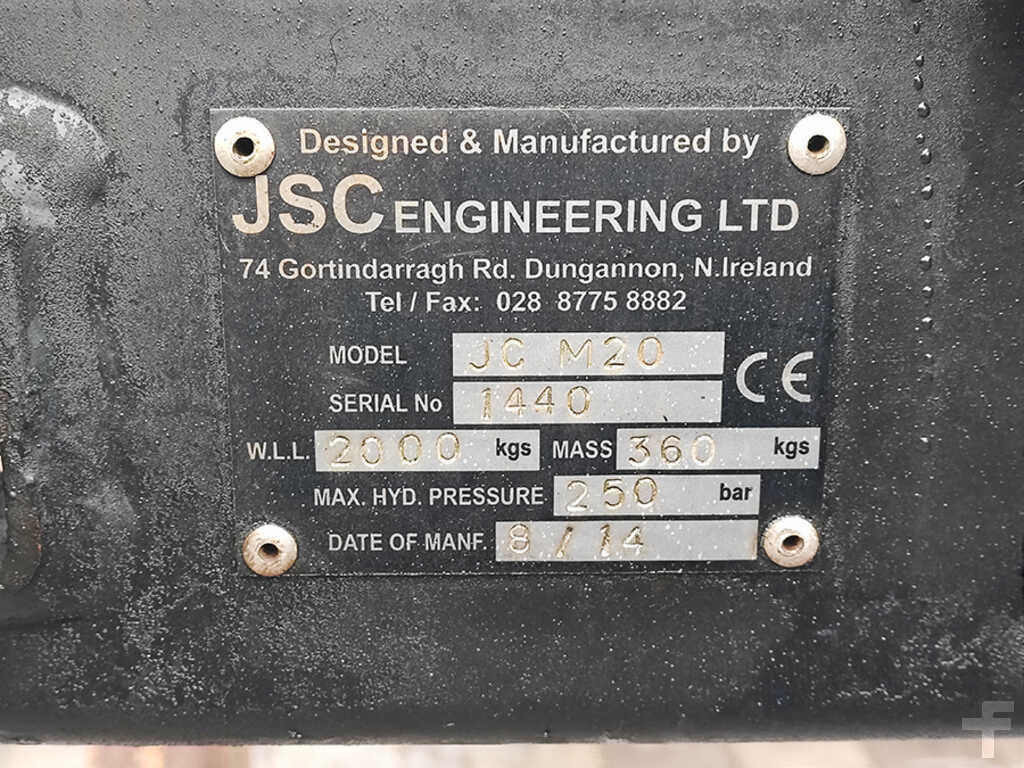 Designed & Manufactured by
JSC ENGINEERING LTD
74 Gortindarragh Rd. Dungannon, N.Ireland
Tel / Fax: 028 8775 8882
MODEL JC M20
SERIAL No 1440
CE
W.L.L. 2000 kgs MASS 360 kgs
MAX. HYD. PRESSURE 250 bar
DATE OF MANF. 8/14